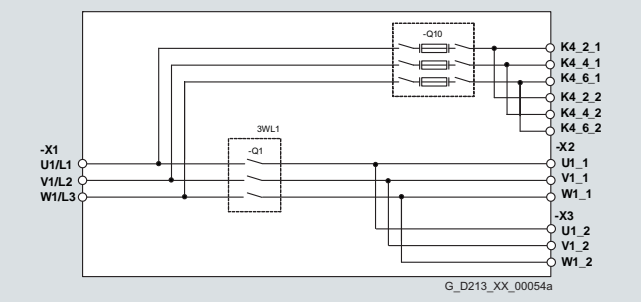 -Q10
K4_2_1
K4_4_1
K4_6_1
K4_2_2
K4_4_2
K4_6_2
3WL1
-X1
-Q1
-X2
U1/L1
U1_1
V1/L2
V1_1
W1/L3
W1_1
-X3
U1_2
V1_2
W1_2
G_D213_XX_00054a